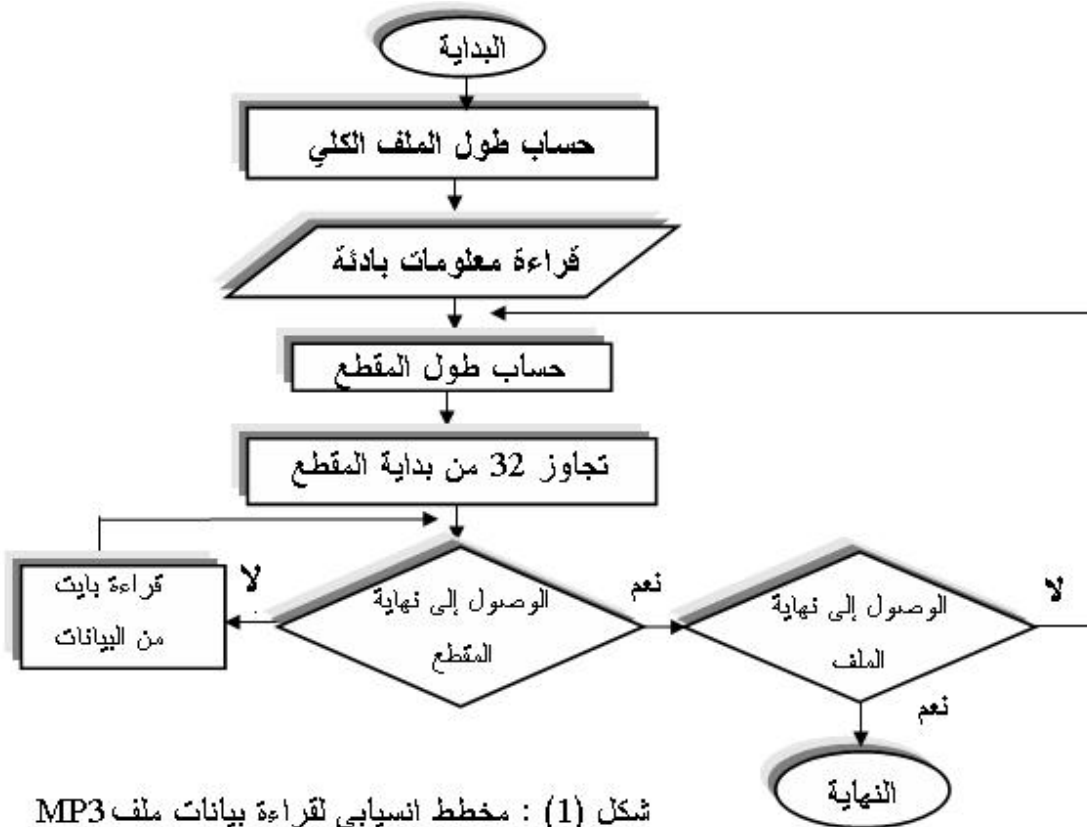 البداية
حساب طول الملف الكلي
قراءة معلومات بادئة
حساب طول المقطع
تجاوز 32 من بداية المقطع
الوصول إلى نهاية
المقطع
لا
قراءة بايت
من البيانات
نعم
الوصول إلى نهاية
الملف
لا
نعم
النهاية
شكل (1) : مخطط انسيابي لقراءة بيانات ملف MP3